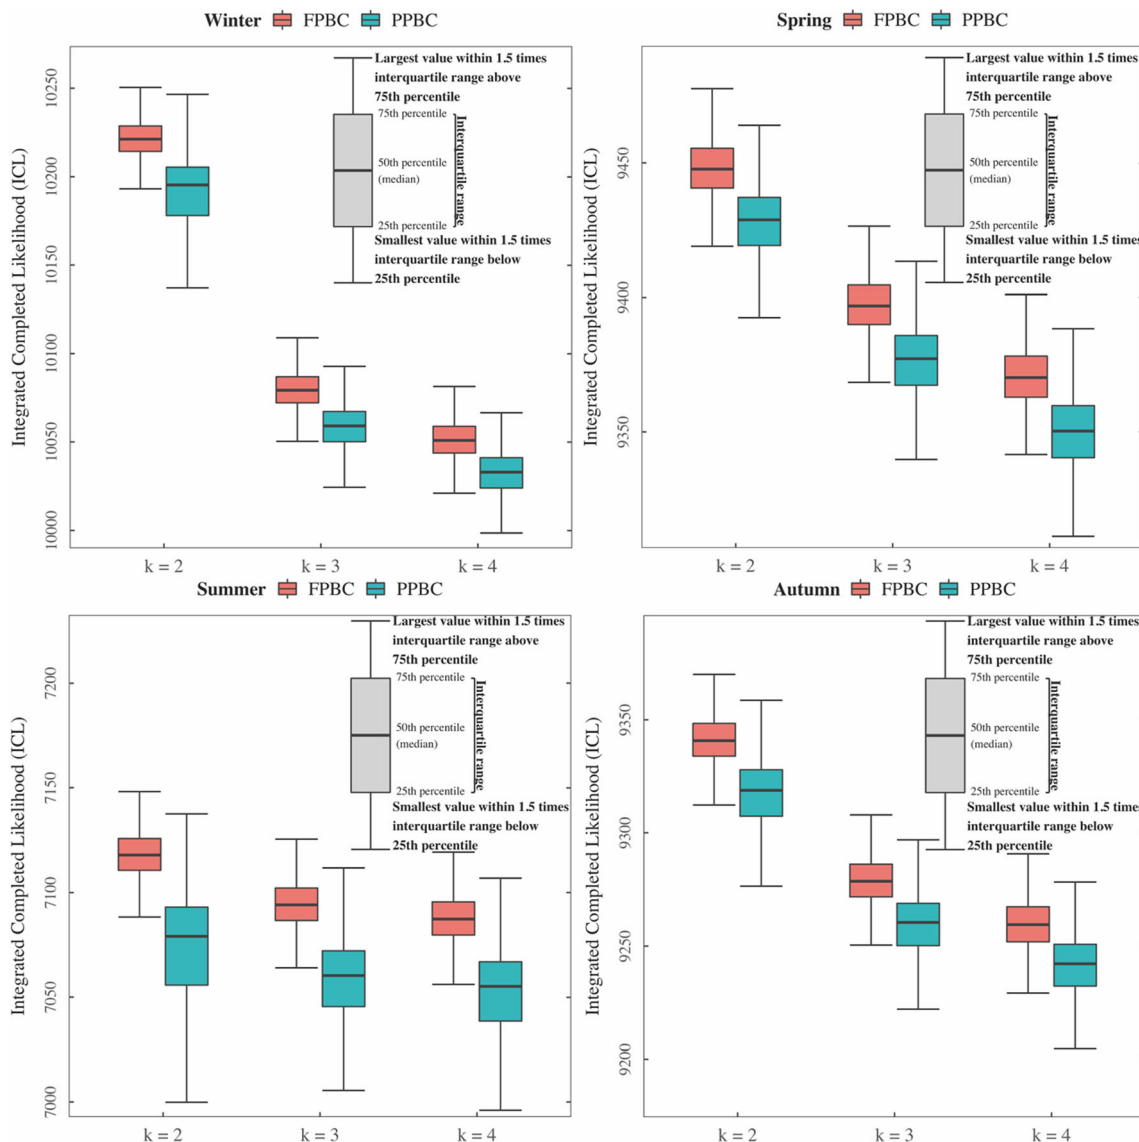 Winter FPBC PPBC
Integrated Completed Likelihood (ICL)
10250
10200
10150
10100
10050
10000
Largest value within 1.5 times
interquartile range above
75th percentile
75th percentile
50th percentile
(median)
25th percentile
Interquartile range
Smallest value within 1.5 times
interquartile range below
25th percentile
k = 2 k = 3 k = 4
Spring FPBC PPBC
Integrated Completed Likelihood (ICL)
9450
9400
9350
Largest value within 1.5 times
interquartile range above
75th percentile
75th percentile
50th percentile
(median)
25th percentile
Interquartile range
Smallest value within 1.5 times
interquartile range below
25th percentile
k = 2 k = 3 k = 4
Summer FPBC PPBC
Integrated Completed Likelihood (ICL)
7200
7150
7100
7050
7000
Largest value within 1.5 times
interquartile range above
75th percentile
75th percentile
50th percentile
(median)
25th percentile
Interquartile range
Smallest value within 1.5 times
interquartile range below
25th percentile
k = 2 k = 3 k = 4
Autumn FPBC PPBC
Integrated Completed Likelihood (ICL)
9350
9300
9250
9200
Largest value within 1.5 times
interquartile range above
75th percentile
75th percentile
50th percentile
(median)
25th percentile
Interquartile range
Smallest value within 1.5 times
interquartile range below
25th percentile
k = 2 k = 3 k = 4